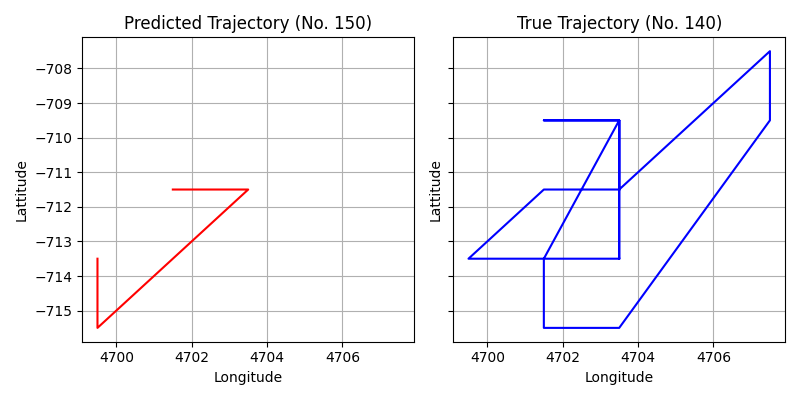 Predicted Trajectory (No. 150)
Lattitude
−708
−709
−710
−711
−712
−713
−714
−715
4700 4702 4704 4706
Longitude
True Trajectory (No. 140)
Lattitude
4700 4702 4704 4706
Longitude